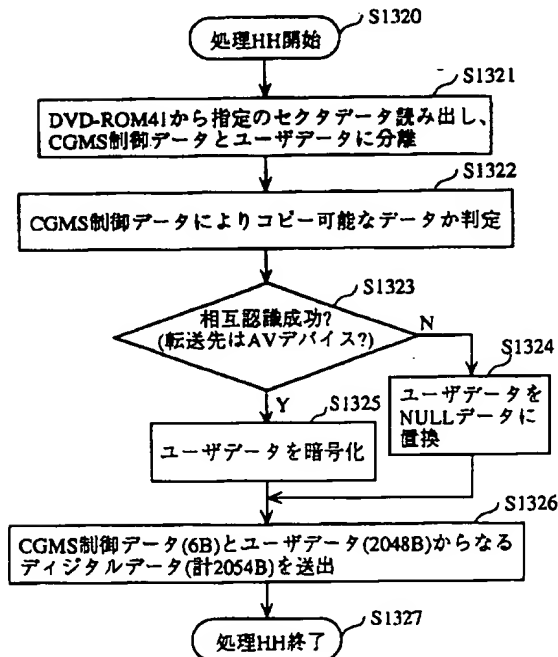 S1320
処理HH開始
S1321
DVD-ROM41から指定のセクタデータ読み出し、
CGMS制御データとユーザデータに分離
S1322
CGMS制御データによりコピー可能なデータか判定
S1323
相互認識成功?
(転送先はAVデバイス?)
N
S1324
ユーザデータを
NULLデータに
置換
Y
S1325
ユーザデータを暗号化
S1326
CGMS制御データ(6B)とユーザデータ(2048B)からなる
ディジタルデータ(計2054B)を送出
S1327
処理HH終了